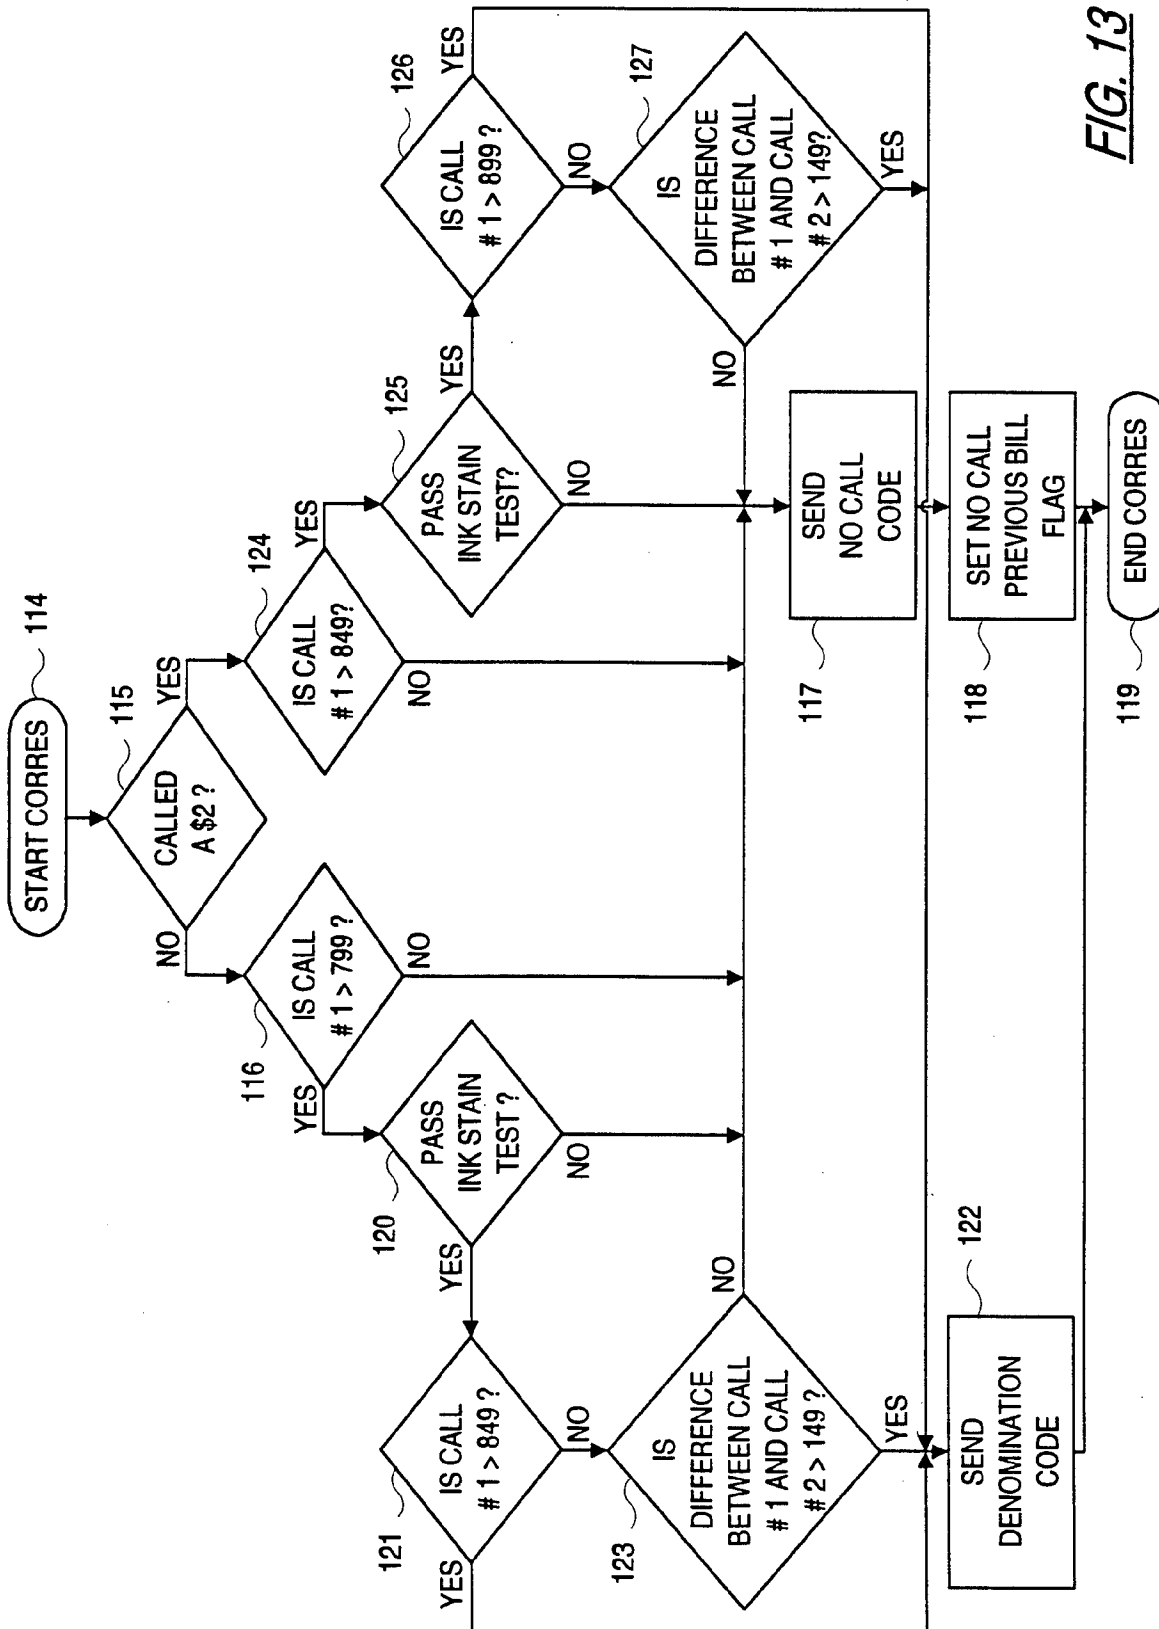 START CORRES
114
CALLED
A $2 ?
115
NO
YES
IS CALL
# 1 > 799 ?
116
YES
NO
IS CALL
# 1 > 849?
124
YES
NO
PASS
INK STAIN
TEST ?
120
YES
NO
PASS
INK STAIN
TEST?
125
YES
NO
IS CALL
# 1 > 849 ?
121
YES
NO
IS CALL
# 1 > 899 ?
126
YES
NO
IS
DIFFERENCE
BETWEEN CALL
# 1 AND CALL
# 2 > 149 ?
123
NO
YES
IS
DIFFERENCE
BETWEEN CALL
# 1 AND CALL
# 2 > 149?
127
NO
YES
SEND
NO CALL
CODE
117
SEND
DENOMINATION
CODE
122
SET NO CALL
PREVIOUS BILL
FLAG
118
END CORRES
119
FIG. 13